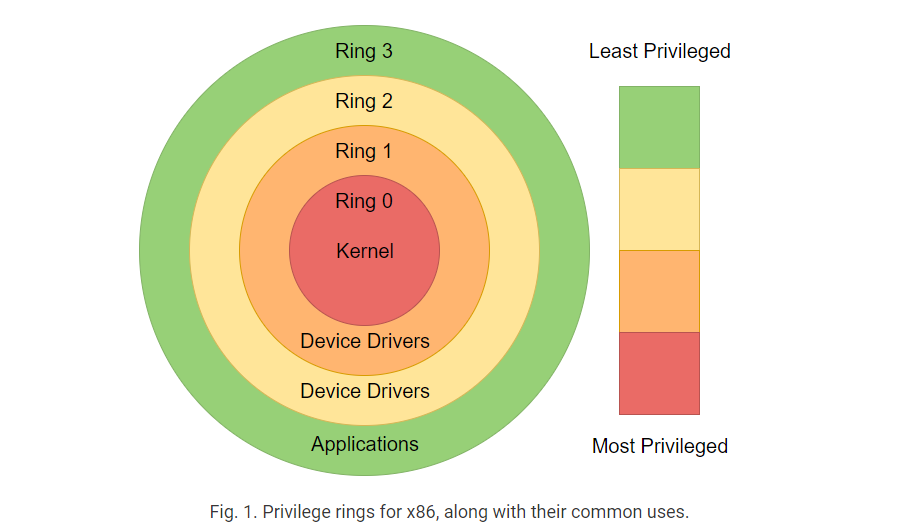 Ring 3
Ring 2
Ring 1
Ring 0
Kernel
Device Drivers
Device Drivers
Applications
Least Privileged
Most Privileged
Fig. 1. Privilege rings for x86, along with their common uses.